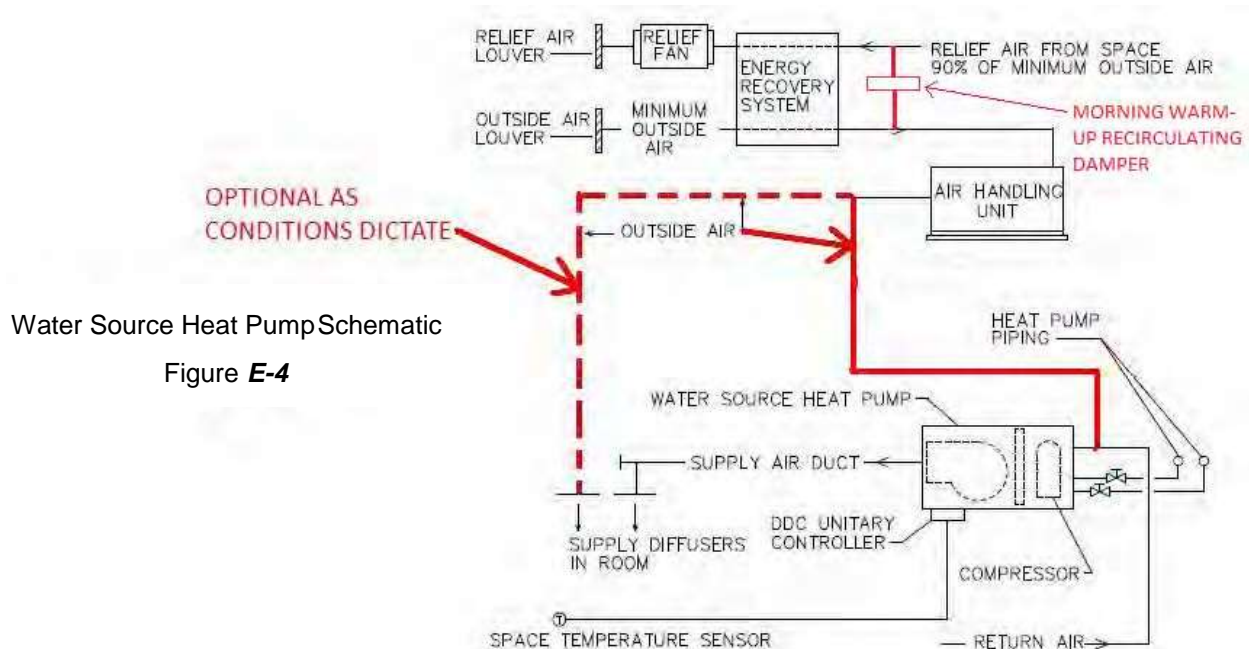 RELIEF AIR
LOUVER
RELIEF
FAN
ENERGY
RECOVERY
SYSTEM
RELIEF AIR FROM SPACE
90% OF MINIMUM OUTSIDE AIR
OUTSIDE AIR
LOUVER
MINIMUM
OUTSIDE
AIR
MORNING WARM-
UP RECIRCULATING
DAMPER
AIR HANDLING
UNIT
OPTIONAL AS
CONDITIONS DICTATE
OUTSIDE AIR
Water Source Heat Pump Schematic
Figure E-4
HEAT PUMP
PIPING
WATER SOURCE HEAT PUMP
SUPPLY AIR DUCT
DDC UNITARY
CONTROLLER
SUPPLY DIFFUSERS
IN ROOM
COMPRESSOR
T
SPACE TEMPERATURE SENSOR
RETURN AIR